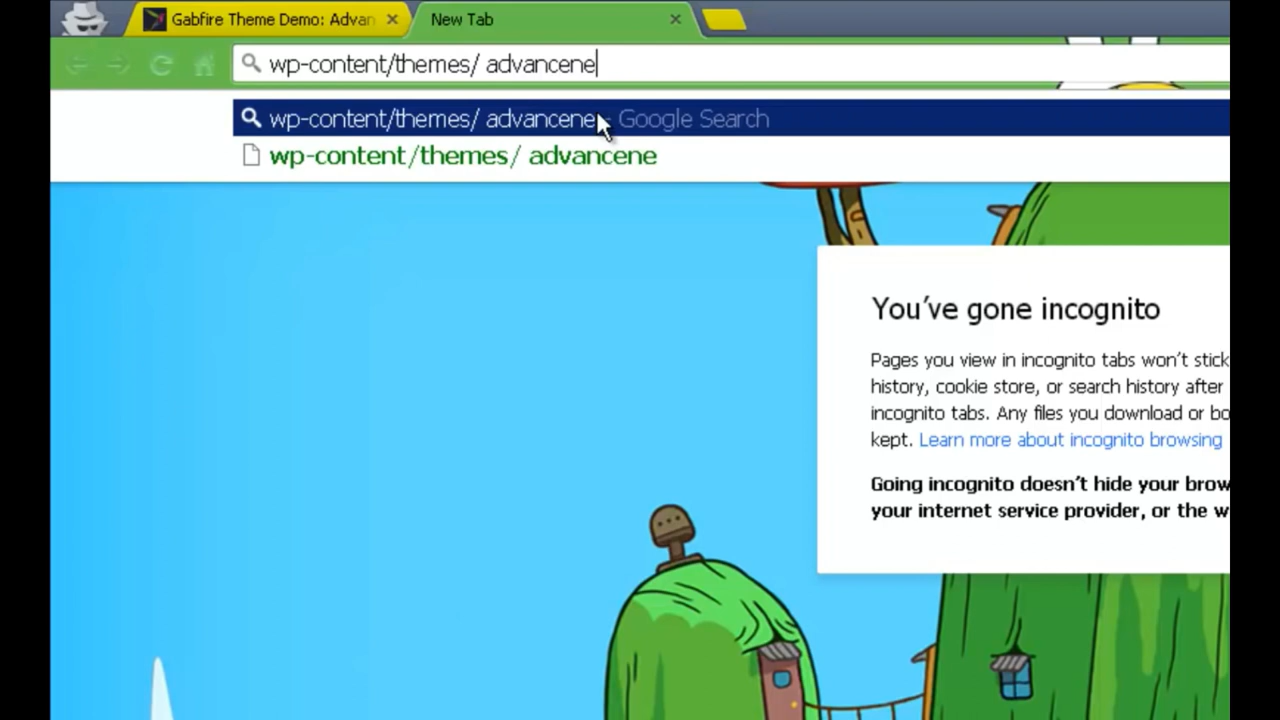 Gabfire Theme Demo: Advan
New Tab
wp-content/themes/ advancene
wp-content/themes/ advancene - Google Search
wp-content/themes/ advancene
You've gone incognito
Pages you view in incognito tabs won't stick
history, cookie store, or search history after
incognito tabs. Any files you download or bo
kept. Learn more about incognito browsing
Going incognito doesn't hide your brow
your internet service provider, or the w